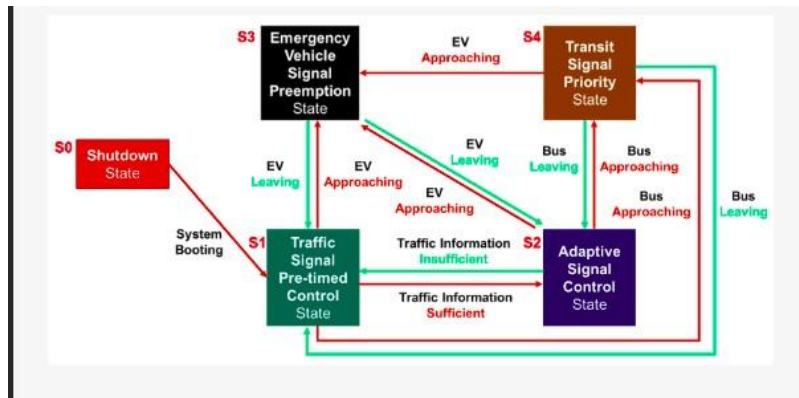 S3
Emergency
Vehicle
Signal
Preemption
State
EV
Approaching
S4
Transit
Signal
Priority
State
S0
Shutdown
State
EV
Leaving
EV
Approaching
EV
Leaving
EV
Approaching
Bus
Leaving
Bus
Approaching
Bus
Approaching
Bus
Leaving
System
Booting
S1
Traffic
Signal
Pre-timed
Control
State
Traffic Information
Insufficient
Traffic Information
Sufficient
S2
Adaptive
Signal
Control
State